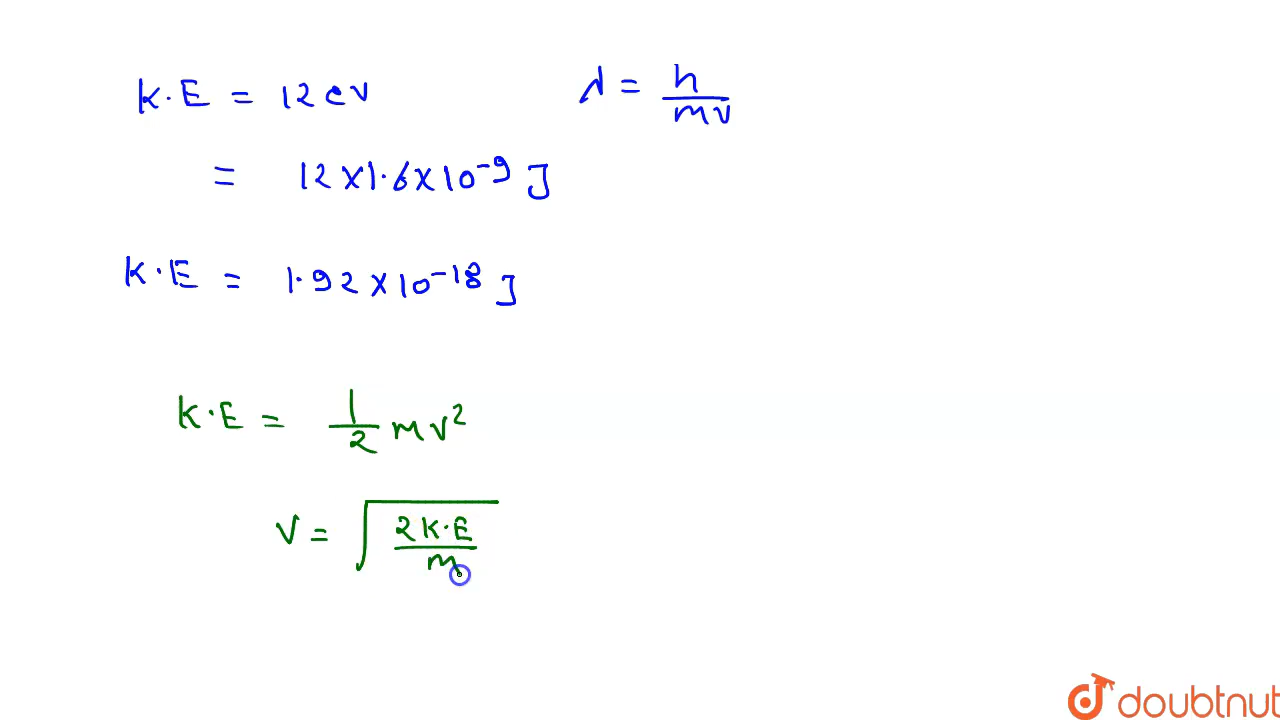 K.E = 12 eV
λ = h/mv
= 12×1.6×10⁻⁹ J
K.E = 1.92×10⁻¹⁸ J
K.E = 1/2 mv²
V = √(2K.E/m)
doubtnut